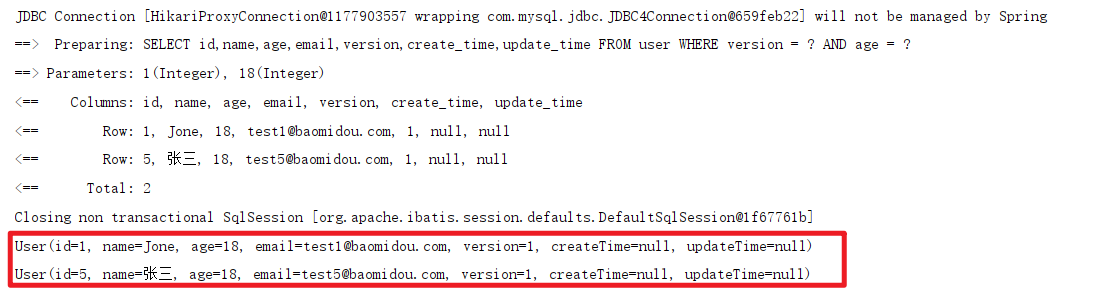 JDBC Connection [HikariProxyConnection@1177903557 wrapping com.mysql.jdbc.JDBC4Connection@659feb22] will not be managed by Spring
==>  Preparing: SELECT id,name,age,email,version,create_time,update_time FROM user WHERE version = ? AND age = ?
==> Parameters: 1(Integer), 18(Integer)
<==    Columns: id, name, age, email, version, create_time, update_time
<==        Row: 1, Jone, 18, test1@baomidou.com, 1, null, null
<==        Row: 5, 张三, 18, test5@baomidou.com, 1, null, null
<==      Total: 2
Closing non transactional SqlSession [org.apache.ibatis.session.defaults.DefaultSqlSession@1f67761b]
User(id=1, name=Jone, age=18, email=test1@baomidou.com, version=1, createTime=null, updateTime=null)
User(id=5, name=张三, age=18, email=test5@baomidou.com, version=1, createTime=null, updateTime=null)